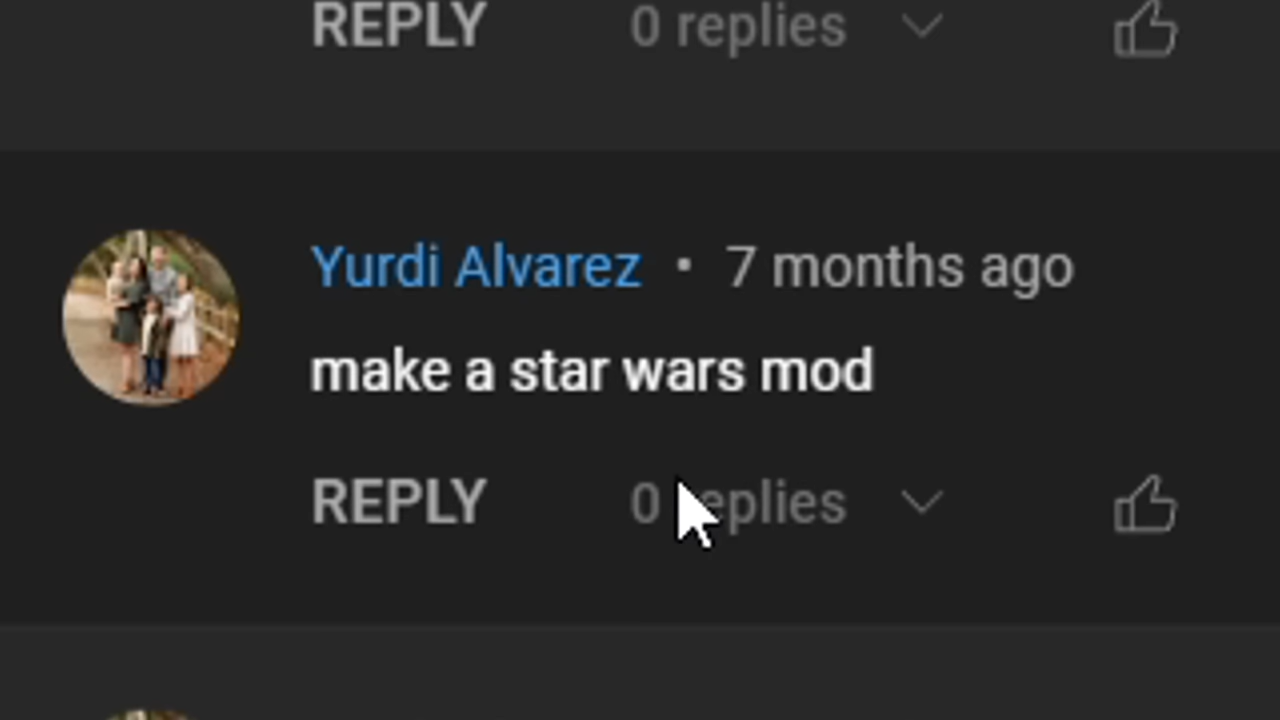 REPLY 0 replies
Yurdi Alvarez • 7 months ago
make a star wars mod
REPLY 0 replies